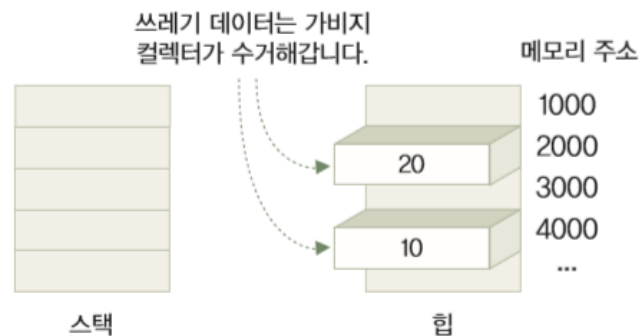 쓰레기 데이터는 가비지
컬렉터가 수거해갑니다.
메모리 주소
1000
2000
20
3000
4000
10
...
스택
힙